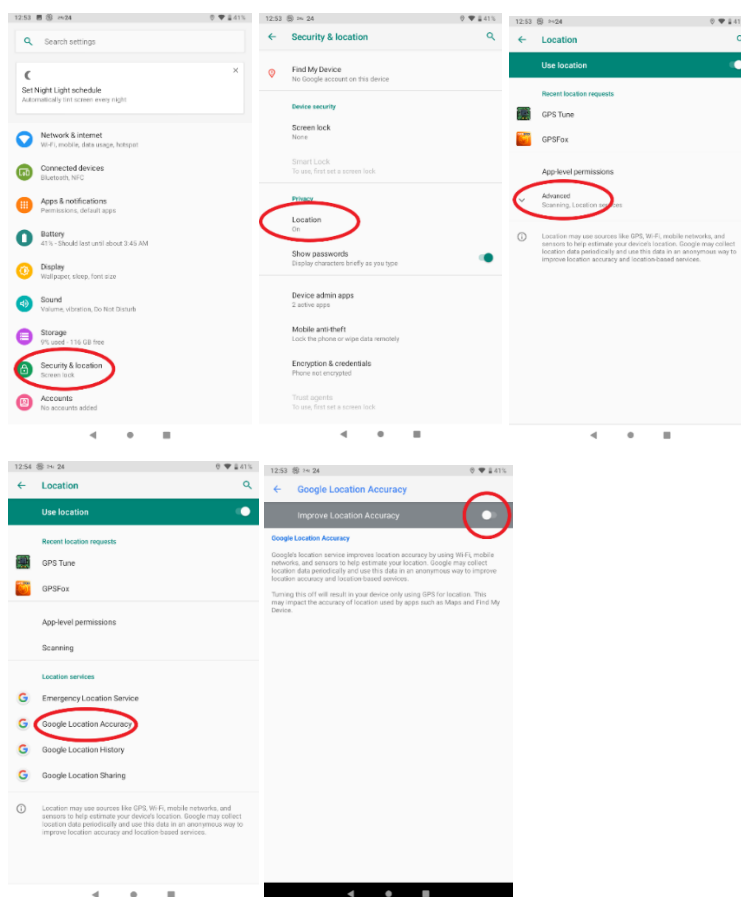 12:53 24 41%
Search settings
Set Night Light schedule
Automatically tint screen every night
Network & internet
Wi-Fi, mobile, data usage, hotspot
Connected devices
Bluetooth, NFC
Apps & notifications
Permissions, default apps
Battery
41% - Should last until about 3:45 AM
Display
Wallpaper, sleep, font size
Sound
Volume, vibration, Do Not Disturb
Storage
9% used - 116 GB free
Security & location
Screen lock
Accounts
No accounts added
12:53 24 41%
Security & location
Find My Device
No Google account on this device
Device security
Screen lock
None
Smart Lock
To use, first set a screen lock
Privacy
Location
On
Show passwords
Display characters briefly as you type
Device admin apps
2 active apps
Mobile anti-theft
Lock the phone or wipe data remotely
Encryption & credentials
Phone not encrypted
Trust agents
To use, first set a screen lock
12:53 24 41
Location
Use location
Recent location requests
GPS Tune
GPSFox
App-level permissions
Advanced
Scanning, Location services
Location may use sources like GPS, Wi-Fi, mobile networks, and
sensors to help estimate your device's location. Google may collect
location data periodically and use this data in an anonymous way to
improve location accuracy and location-based services.
12:54 24 41%
Location
Use location
Recent location requests
GPS Tune
GPSFox
App-level permissions
Scanning
Location services
G Emergency Location Service
G Google Location Accuracy
G Google Location History
G Google Location Sharing
Location may use sources like GPS, Wi-Fi, mobile networks, and
sensors to help estimate your device's location. Google may collect
location data periodically and use this data in an anonymous way to
improve location accuracy and location-based services.
12:53 24 41%
Google Location Accuracy
Improve Location Accuracy
Google Location Accuracy
Google's location service improves location accuracy by using Wi-Fi, mobile
networks, and sensors to help estimate your location. Google may collect
location data periodically and use this data in an anonymous way to improve
location accuracy and location-based services.
Turning this off will result in your device only using GPS for location. This
may impact the accuracy of location used by apps such as Maps and Find My
Device.